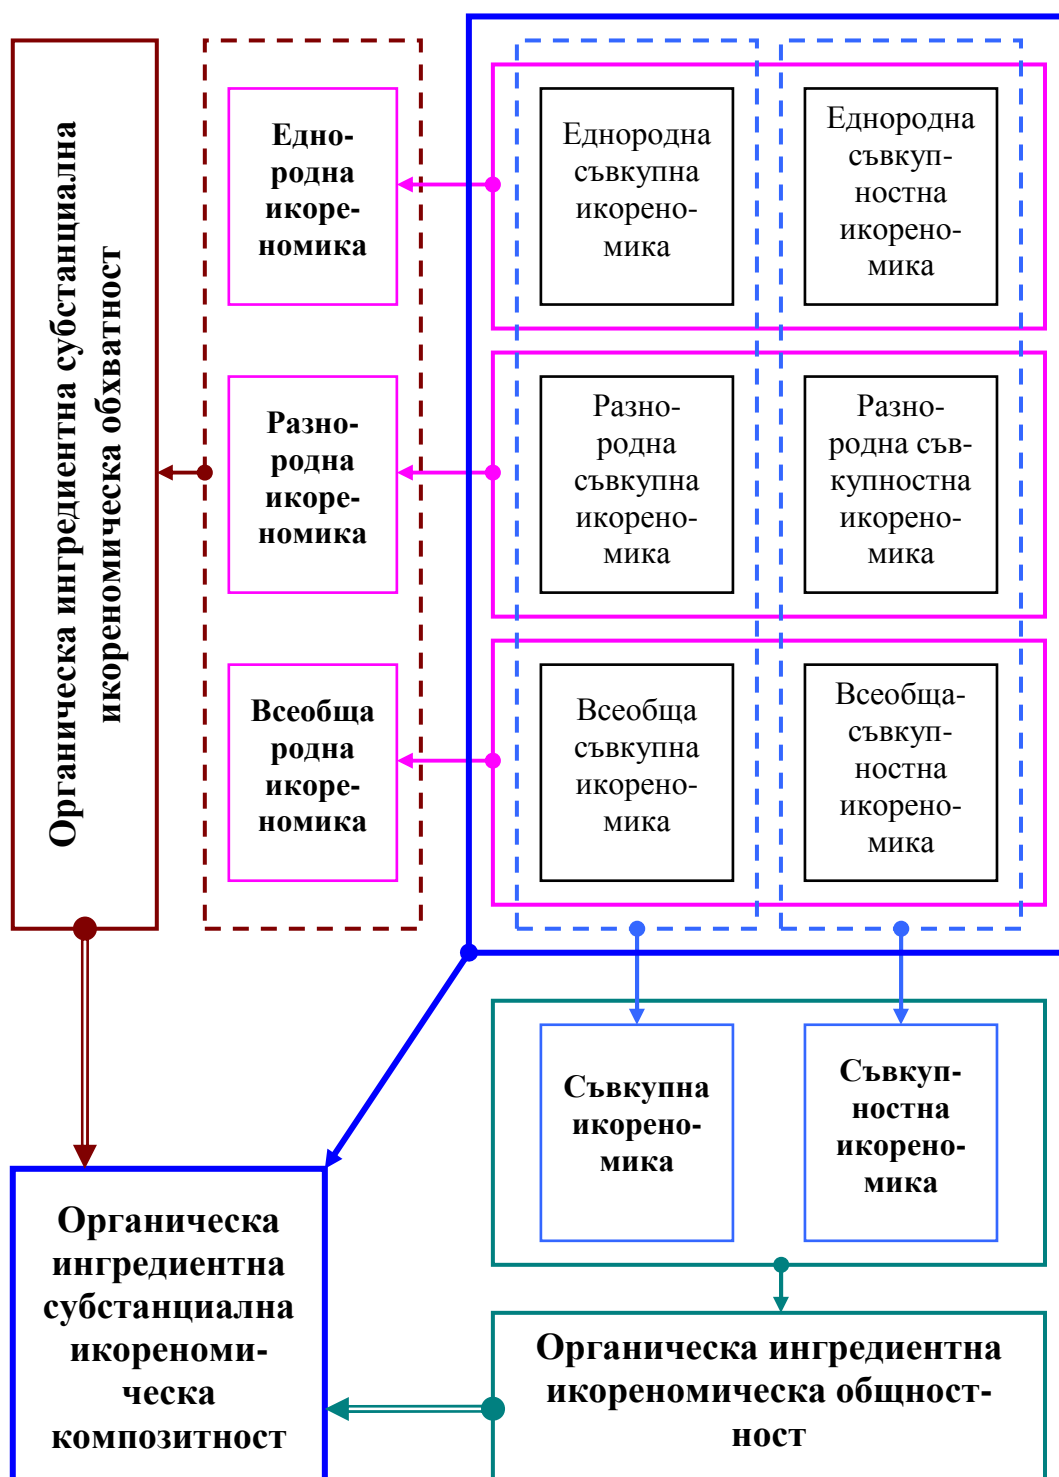 Органическа ингредиентна субстанциална
икореномическа обхватност
Едно-
родна
икоре-
номика
Еднородна
съвкупна
икорено-
мика
Еднородна
съвкуп-
ностна
икорено-
мика
Разно-
родна
икоре-
номика
Разно-
родна
съвкупна
икорено-
мика
Разно-
родна съв-
купностна
икорено-
мика
Всеобща
родна
икоре-
номика
Всеобща
съвкупна
икорено-
мика
Всеобща-
съвкуп-
ностна
икорено-
мика
Съвкупна
икорено-
мика
Съвкуп-
ностна
икорено-
мика
Органическа
ингредиентна
субстанциална
икореноми-
ческа
композитност
Органическа ингредиентна
икореномическа общност-
ност